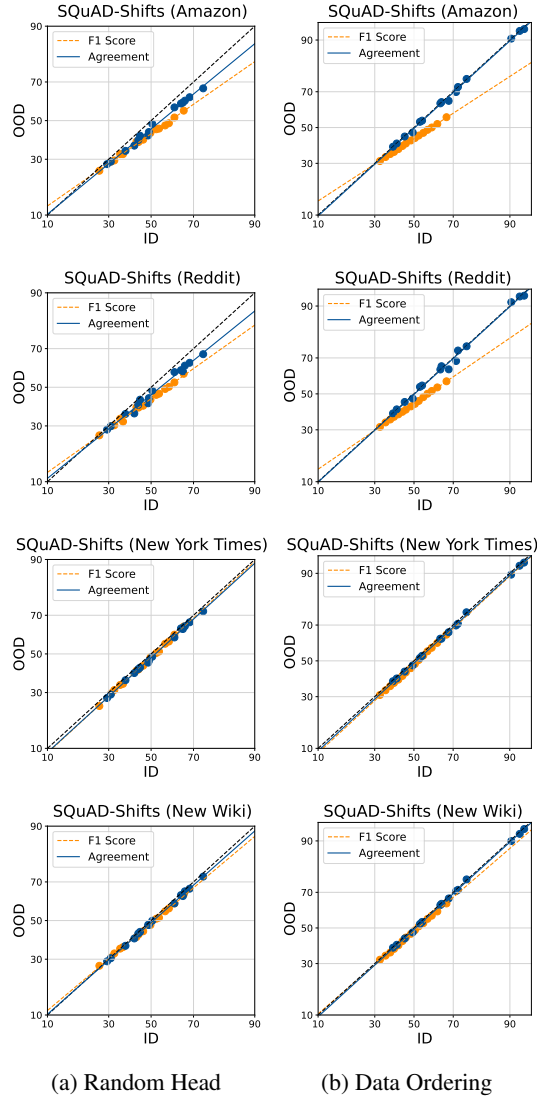 SQuAD-Shifts (Amazon)
F1 Score
Agreement
OOD
90
70
50
30
10
10
30
50
70
90
ID
SQuAD-Shifts (Amazon)
F1 Score
Agreement
OOD
90
70
50
30
10
10
30
50
70
90
ID
SQuAD-Shifts (Reddit)
F1 Score
Agreement
OOD
90
70
50
30
10
10
30
50
70
90
ID
SQuAD-Shifts (Reddit)
F1 Score
Agreement
OOD
90
70
50
30
10
10
30
50
70
90
ID
SQuAD-Shifts (New York Times)
F1 Score
Agreement
OOD
90
70
50
30
10
10
30
50
70
90
ID
SQuAD-Shifts (New York Times)
F1 Score
Agreement
OOD
90
70
50
30
10
10
30
50
70
90
ID
SQuAD-Shifts (New Wiki)
F1 Score
Agreement
OOD
90
70
50
30
10
10
30
50
70
90
ID
SQuAD-Shifts (New Wiki)
F1 Score
Agreement
OOD
90
70
50
30
10
10
30
50
70
90
ID
(a) Random Head
(b) Data Ordering